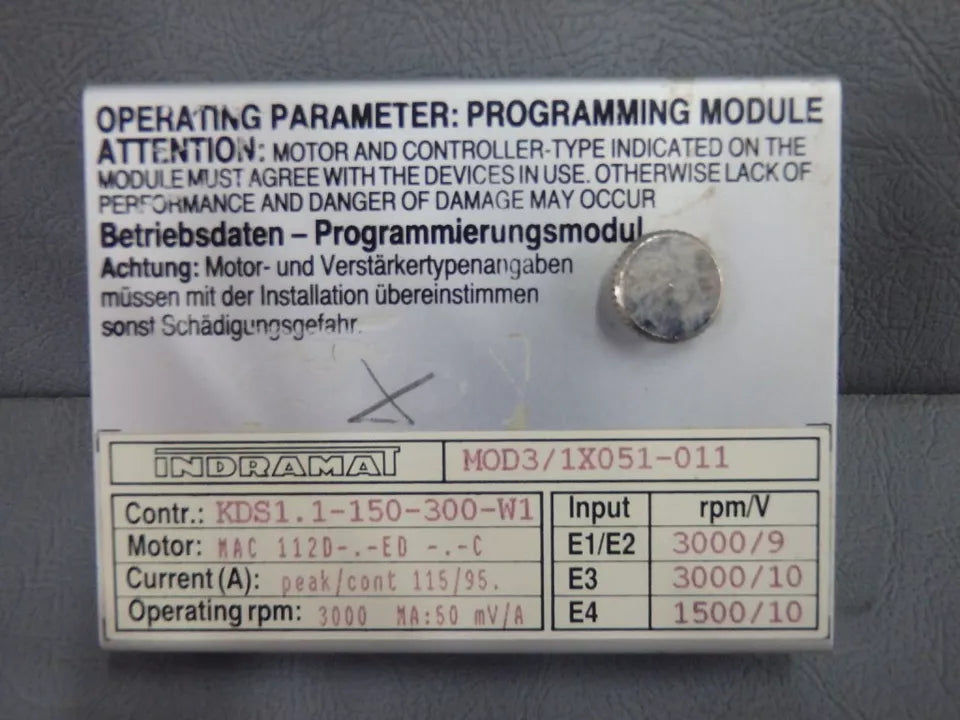 OPERATING PARAMETER: PROGRAMMING MODULE
ATTENTION: MOTOR AND CONTROLLER-TYPE INDICATED ON THE
MODULE MUST AGREE WITH THE DEVICES IN USE. OTHERWISE LACK OF
PERFORMANCE AND DANGER OF DAMAGE MAY OCCUR
Betriebsdaten – Programmierungsmodul
Achtung: Motor- und Verstärkertypenangaben
müssen mit der Installation übereinstimmen
sonst Schädigungsgefahr.
INDRAMAT MOD3/1X051-011
Contr.: KDS1.1-150-300-W1 Input rpm/V
Motor: MAC 112D-.-ED -.-C E1/E2 3000/9
Current (A): peak/cont 115/95. E3 3000/10
Operating rpm: 3000 MA:50 mV/A E4 1500/10